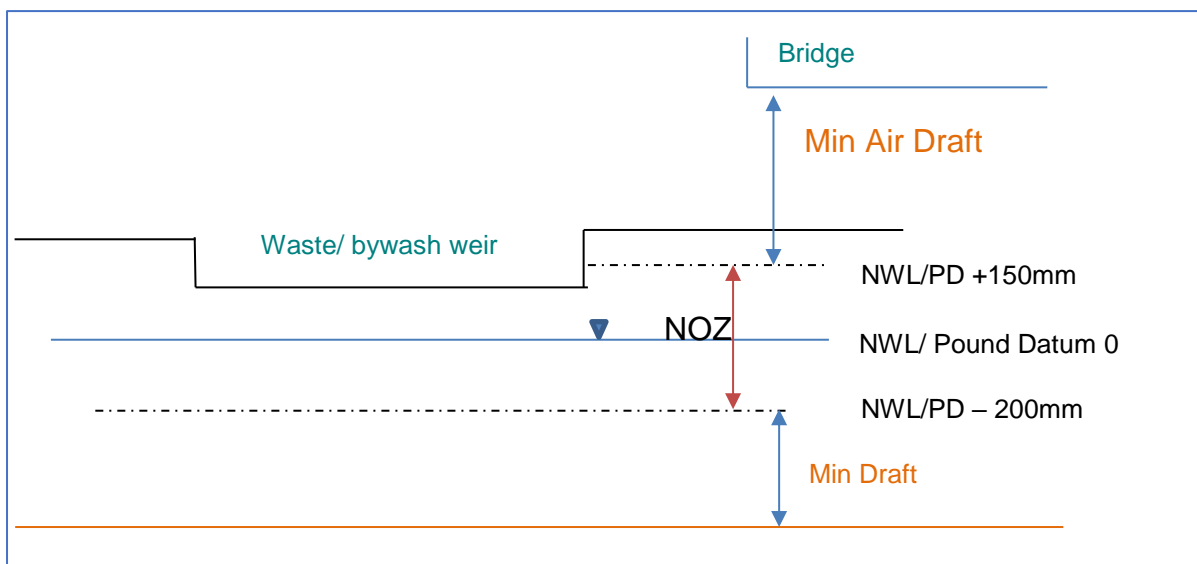 Bridge
Min Air Draft
Waste/ bywash weir
NWL/PD +150mm
NOZ
NWL/ Pound Datum 0
NWL/PD – 200mm
Min Draft